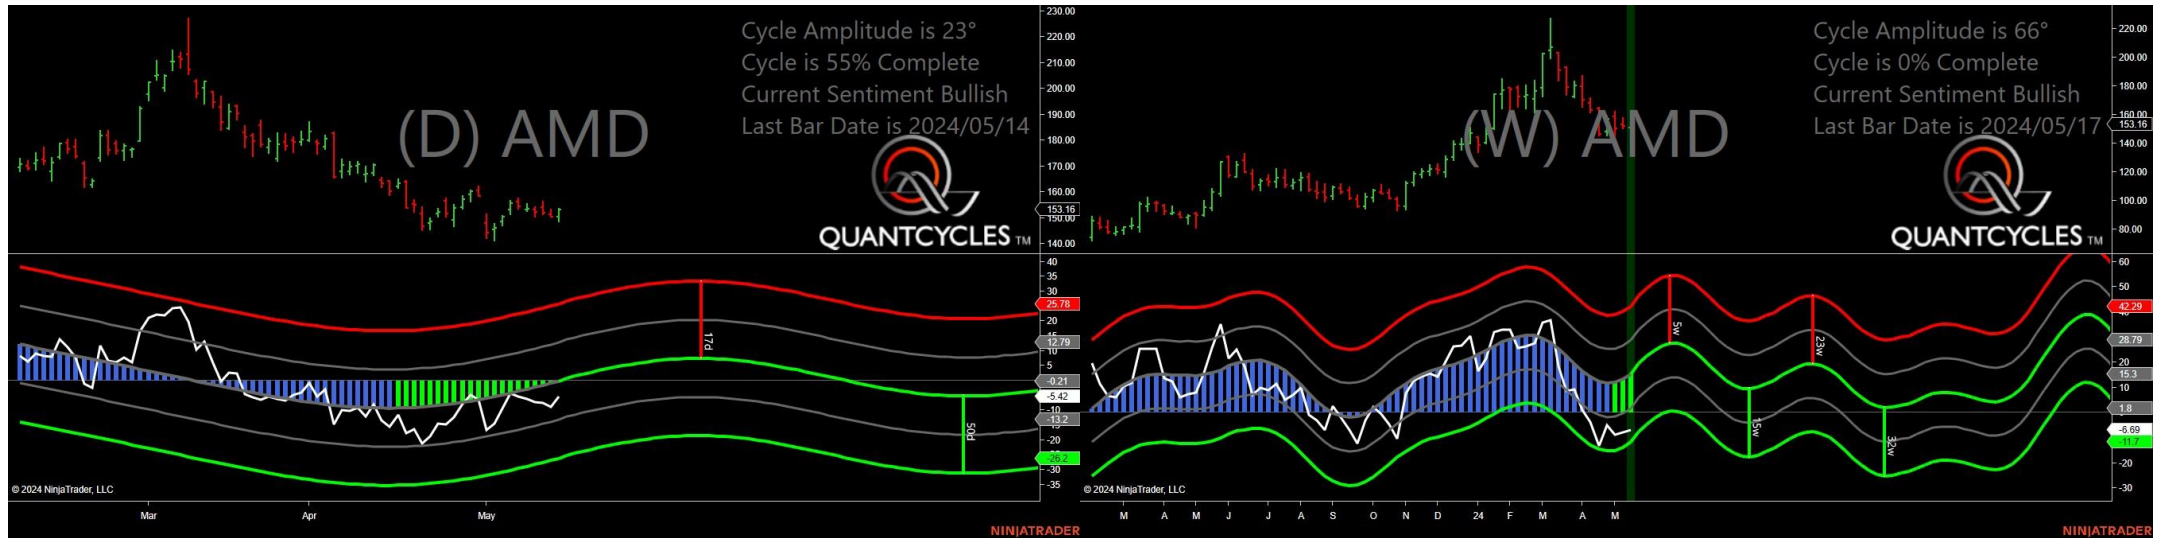 Cycle Amplitude is 23°
Cycle is 55% Complete
Current Sentiment Bullish
Last Bar Date is 2024/05/14
(D) AMD
QUANTCYCLES TM
230.00
220.00
210.00
200.00
190.00
180.00
170.00
160.00
153.16
150.00
140.00
40
35
30
25.78
20
15
12.79
10
5
-0.21
-5.42
-10
-13.2
-20
-26.2
-30
-35
17d
50d
© 2024 NinjaTrader, LLC
Mar
Apr
May
NINJATRADER
Cycle Amplitude is 66°
Cycle is 0% Complete
Current Sentiment Bullish
Last Bar Date is 2024/05/17
(W) AMD
QUANTCYCLES TM
220.00
200.00
180.00
160.00
153.16
140.00
120.00
100.00
80.00
60
50
42.29
28.79
20
15.3
10
1.8
-6.69
-11.7
-20
-30
5w
15w
23w
32w
© 2024 NinjaTrader, LLC
M A M J J A S O N D 24 F M A M
NINJATRADER